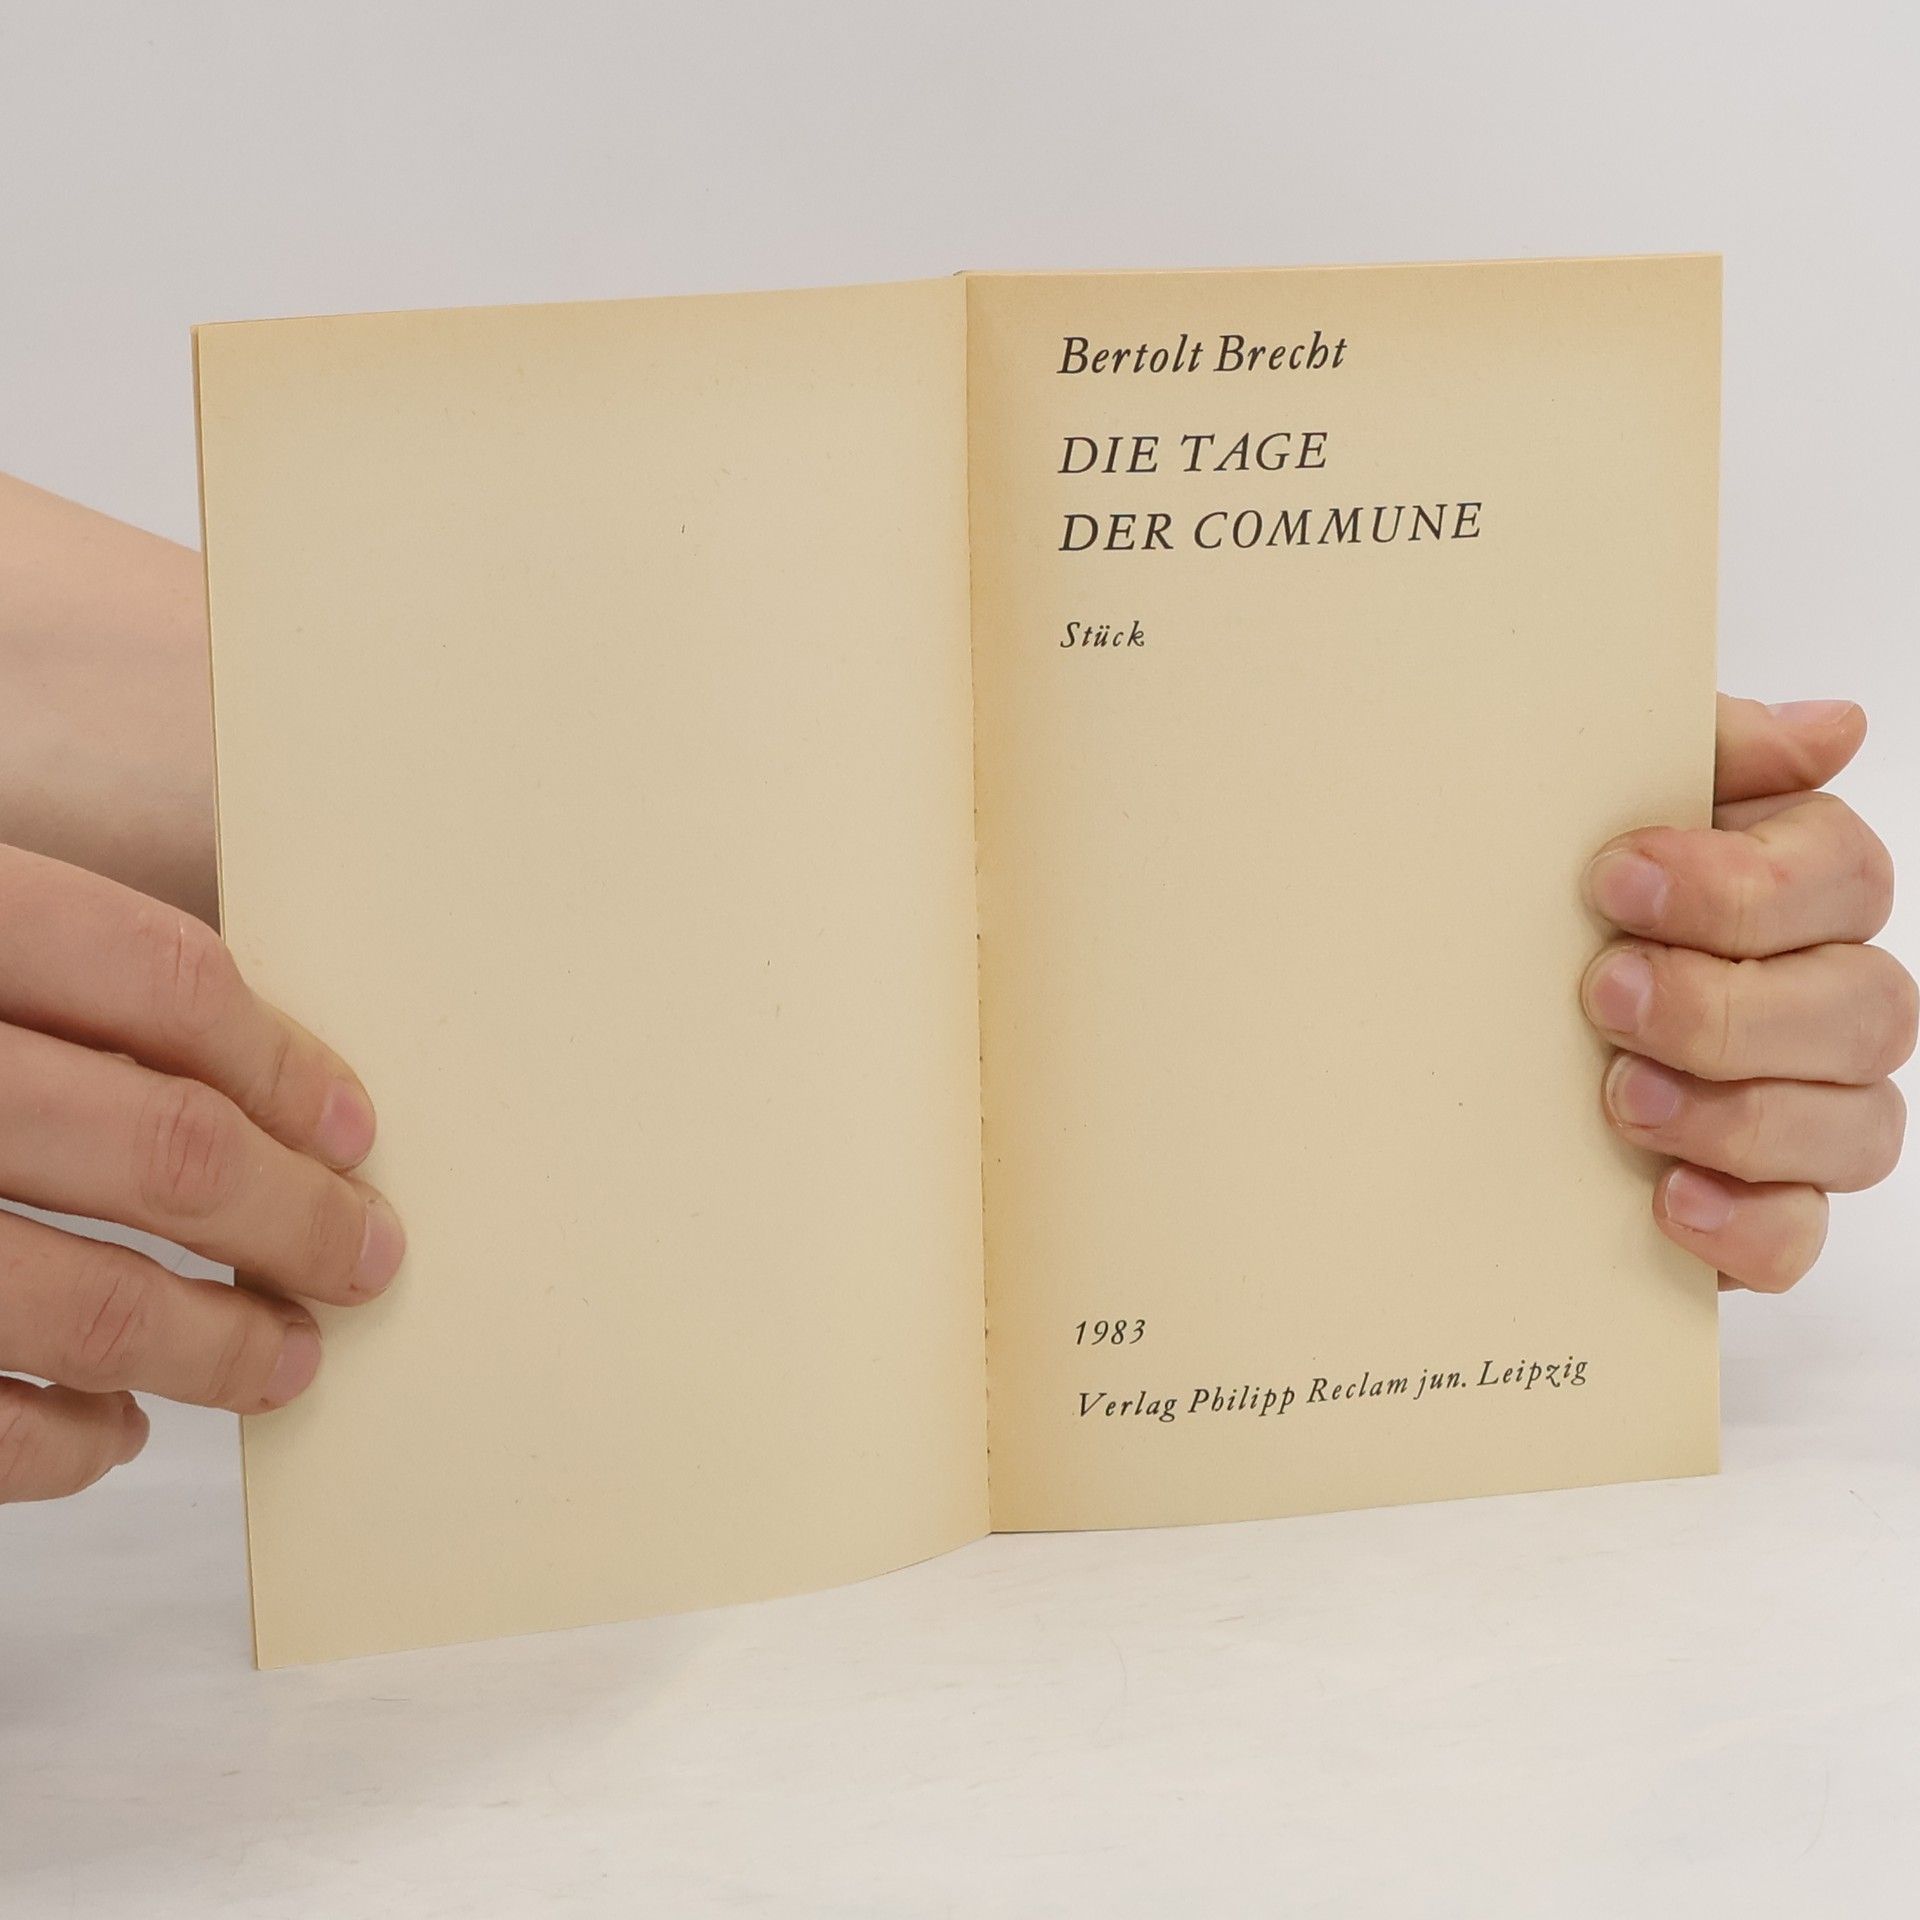 Bertolt Brecht
DIE TAGE
DER COMMUNE
Stück
1983
Verlag Philipp Reclam jun. Leipzig